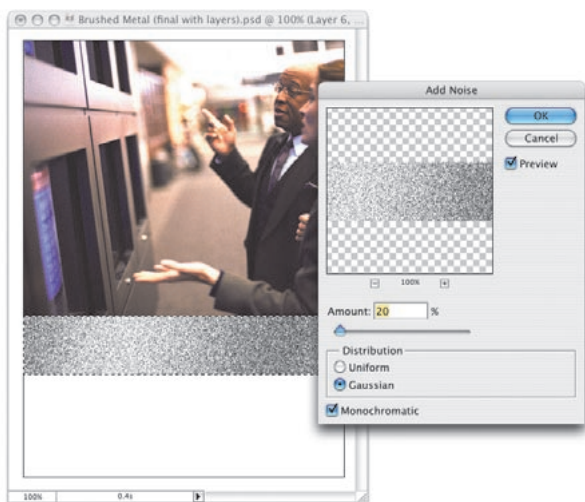 Brushed Metal (final with layers).psd @ 100% (Layer 6, ...
Add Noise
OK
Cancel
Preview
100%
Amount: 20 %
Distribution
Uniform
Gaussian
Monochromatic
100% 0.4s